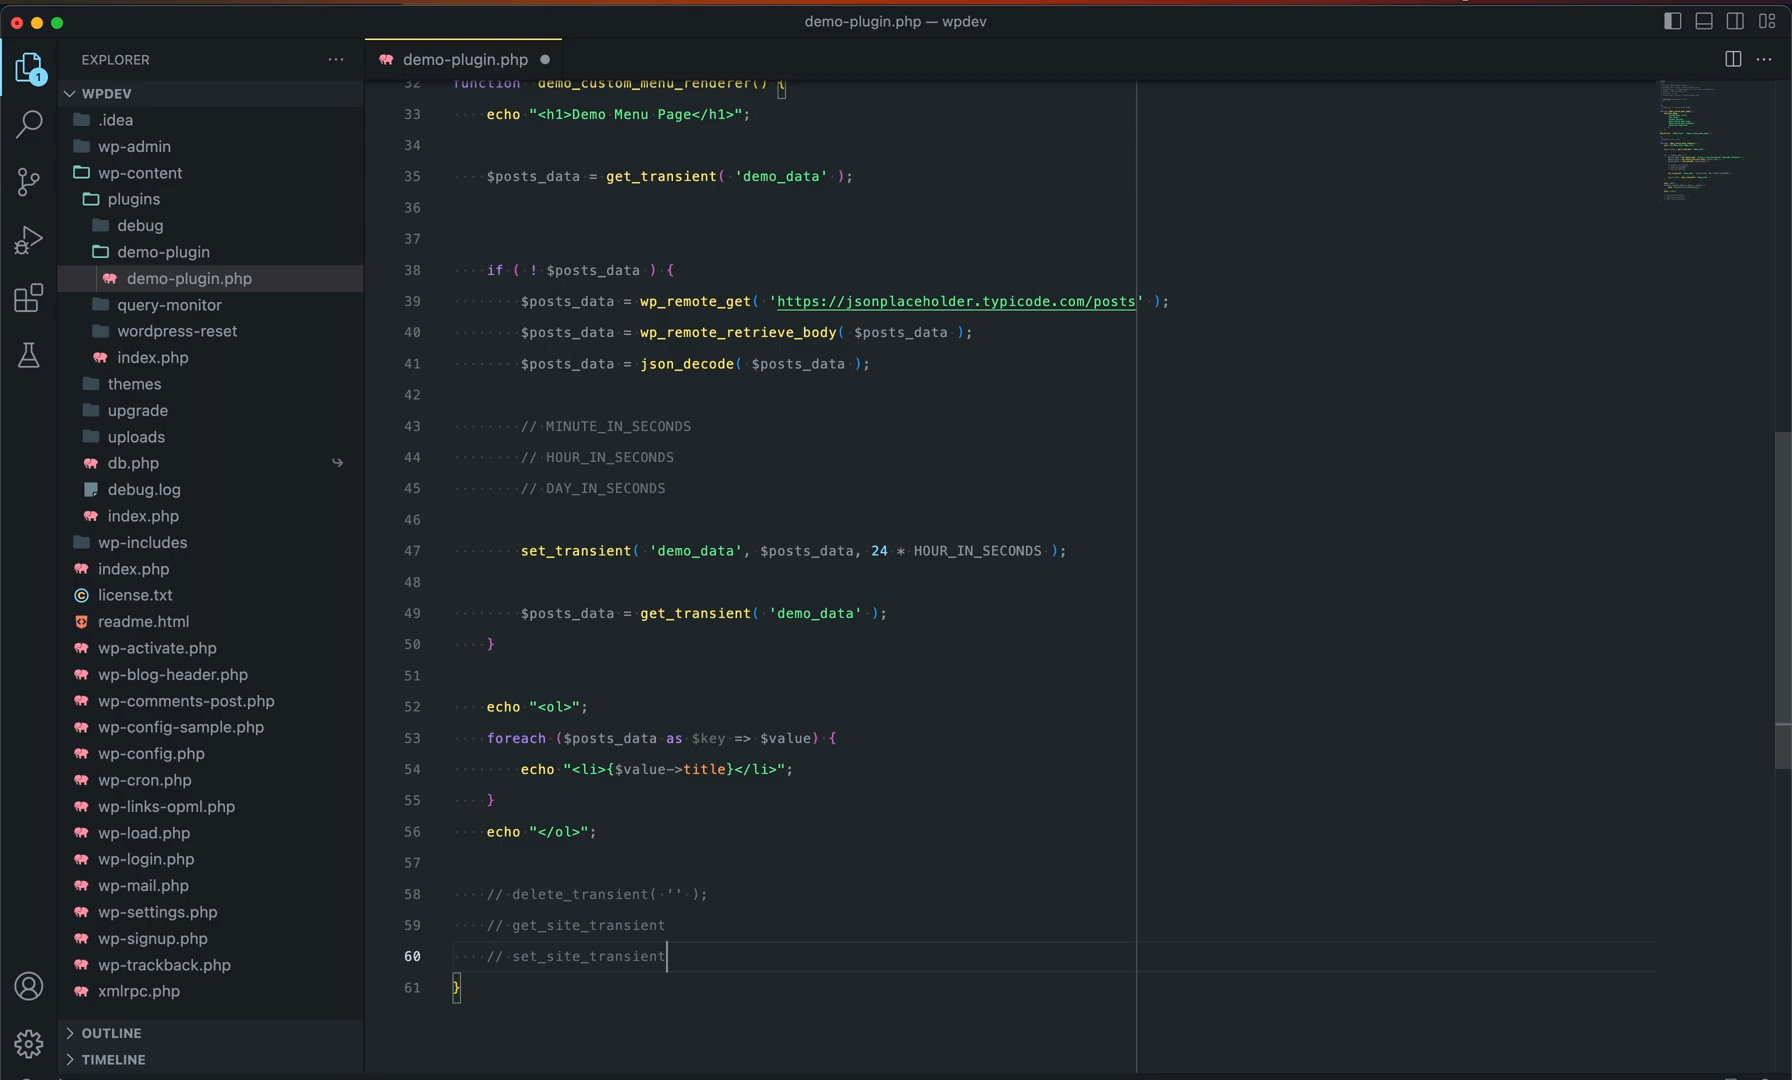 demo-plugin.php — wpdev
EXPLORER
WPDEV
.idea
wp-admin
wp-content
plugins
debug
demo-plugin
demo-plugin.php
query-monitor
wordpress-reset
index.php
themes
upgrade
uploads
db.php
debug.log
index.php
wp-includes
index.php
license.txt
readme.html
wp-activate.php
wp-blog-header.php
wp-comments-post.php
wp-config-sample.php
wp-config.php
wp-cron.php
wp-links-opml.php
wp-load.php
wp-login.php
wp-mail.php
wp-settings.php
wp-signup.php
wp-trackback.php
xmlrpc.php
OUTLINE
TIMELINE
1
demo-plugin.php
32 function demo_custom_menu_renderer() {
33     echo "<h1>Demo Menu Page</h1>";
34
35     $posts_data = get_transient( 'demo_data' );
36
37
38     if ( ! $posts_data ) {
39         $posts_data = wp_remote_get( 'https://jsonplaceholder.typicode.com/posts' );
40         $posts_data = wp_remote_retrieve_body( $posts_data );
41         $posts_data = json_decode( $posts_data );
42
43         // MINUTE_IN_SECONDS
44         // HOUR_IN_SECONDS
45         // DAY_IN_SECONDS
46
47         set_transient( 'demo_data', $posts_data, 24 * HOUR_IN_SECONDS );
48
49         $posts_data = get_transient( 'demo_data' );
50     }
51
52     echo "<ol>";
53     foreach ($posts_data as $key => $value) {
54         echo "<li>{$value->title}</li>";
55     }
56     echo "</ol>";
57
58     // delete_transient( '' );
59     // get_site_transient
60     // set_site_transient
61 }